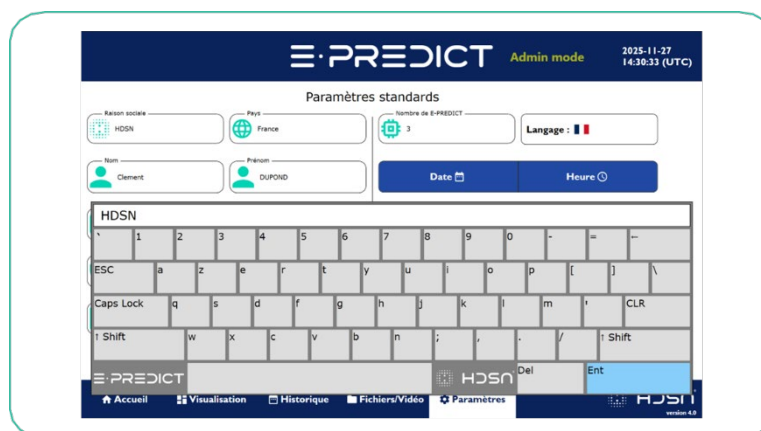 E·PREDICT Admin mode 2025-11-27
14:30:33 (UTC)
Paramètres standards
Raison sociale Pays Nombre de E-PREDICT
HDSN France 3 Langage :
Nom Prénom
Clement DUPOND Date Heure
HDSN
` 1 2 3 4 5 6 7 8 9 0 - = ←
ESC a z e r t y u i o p [ ] \
Caps Lock q s d f g h j k l m ' CLR
↑ Shift w x c v b n ; , . / ↑ Shift
E·PREDICT HDSN Del Ent
Accueil Visualisation Historique Fichiers/Vidéo Paramètres HDSN
version 4.0